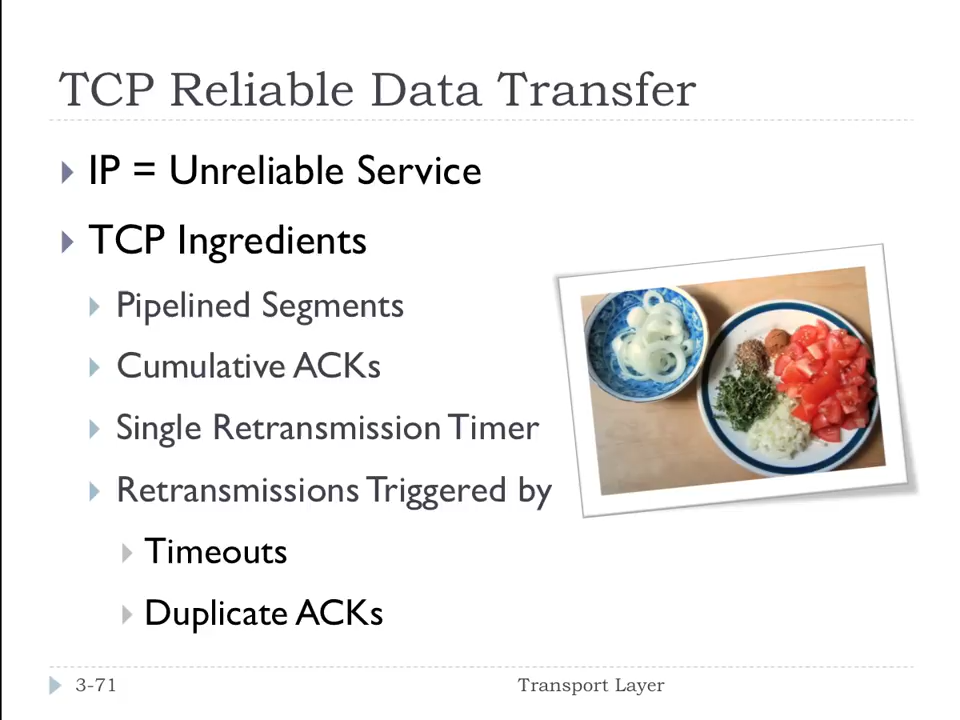 TCP Reliable Data Transfer
IP = Unreliable Service
TCP Ingredients
Pipelined Segments
Cumulative ACKs
Single Retransmission Timer
Retransmissions Triggered by
Timeouts
Duplicate ACKs
3-71
Transport Layer